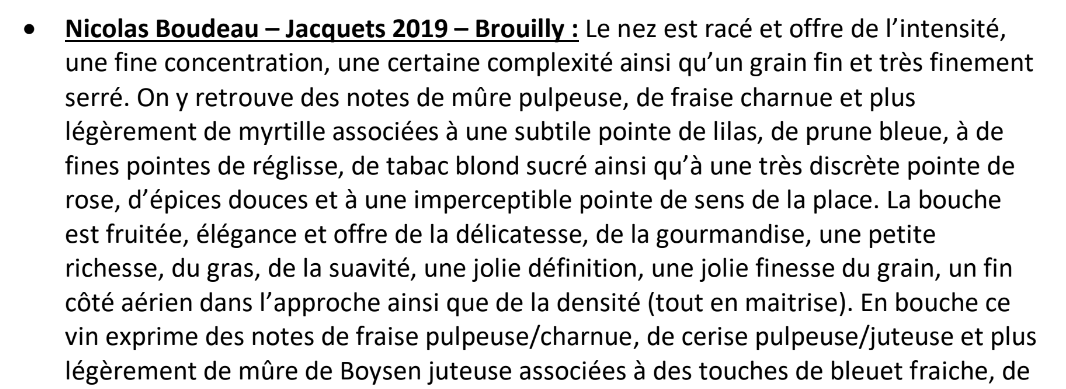 • Nicolas Boudeau – Jacquets 2019 – Brouilly : Le nez est racé et offre de l’intensité,
une fine concentration, une certaine complexité ainsi qu’un grain fin et très finement
serré. On y retrouve des notes de mûre pulpeuse, de fraise charnue et plus
légèrement de myrtille associées à une subtile pointe de lilas, de prune bleue, à de
fines pointes de réglisse, de tabac blond sucré ainsi qu’à une très discrète pointe de
rose, d’épices douces et à une imperceptible pointe de sens de la place. La bouche
est fruitée, élégance et offre de la délicatesse, de la gourmandise, une petite
richesse, du gras, de la suavité, une jolie définition, une jolie finesse du grain, un fin
côté aérien dans l’approche ainsi que de la densité (tout en maitrise). En bouche ce
vin exprime des notes de fraise pulpeuse/charnue, de cerise pulpeuse/juteuse et plus
légèrement de mûre de Boysen juteuse associées à des touches de bleuet fraiche, de